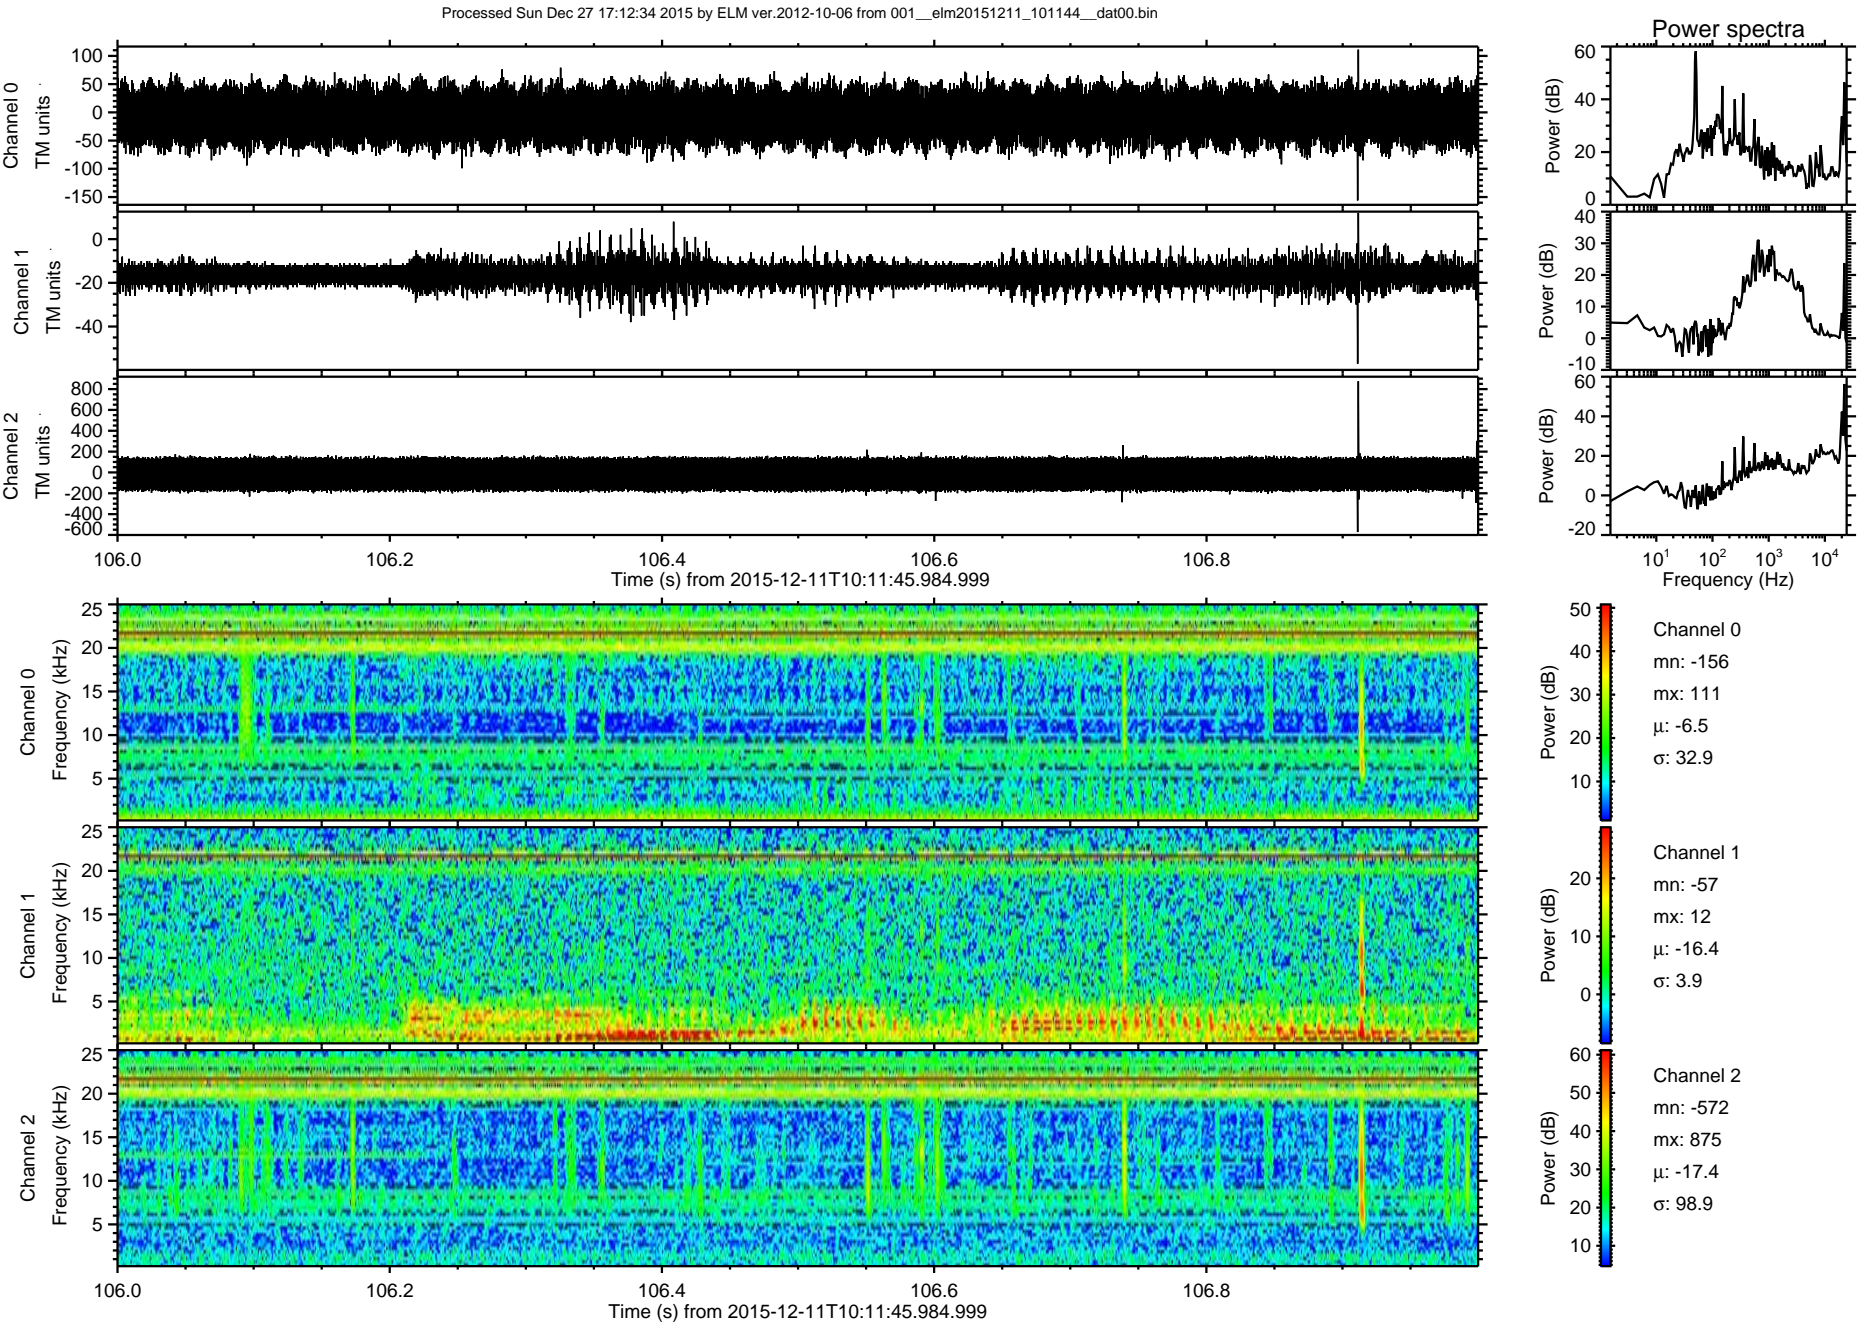 Processed Sun Dec 27 17:12:34 2015 by ELM ver.2012-10-06 from 001__elm20151211_101144__dat00.bin
Power spectra
Channel 0
TM units
100
50
0
-50
-100
-150
Power (dB)
60
40
20
0
Channel 1
TM units
0
-20
-40
Power (dB)
40
30
20
10
0
-10
Channel 2
TM units
800
600
400
200
0
-200
-400
-600
Power (dB)
60
40
20
0
-20
106.0 106.2 106.4 106.6 106.8
Time (s) from 2015-12-11T10:11:45.984.999
10^1 10^2 10^3 10^4
Frequency (Hz)
Channel 0
Frequency (kHz)
25
20
15
10
5
Power (dB)
50
40
30
20
10
Channel 0
mn: -156
mx: 111
μ: -6.5
σ: 32.9
Channel 1
Frequency (kHz)
25
20
15
10
5
Power (dB)
20
10
0
Channel 1
mn: -57
mx: 12
μ: -16.4
σ: 3.9
Channel 2
Frequency (kHz)
25
20
15
10
5
Power (dB)
60
50
40
30
20
10
Channel 2
mn: -572
mx: 875
μ: -17.4
σ: 98.9
106.0 106.2 106.4 106.6 106.8
Time (s) from 2015-12-11T10:11:45.984.999